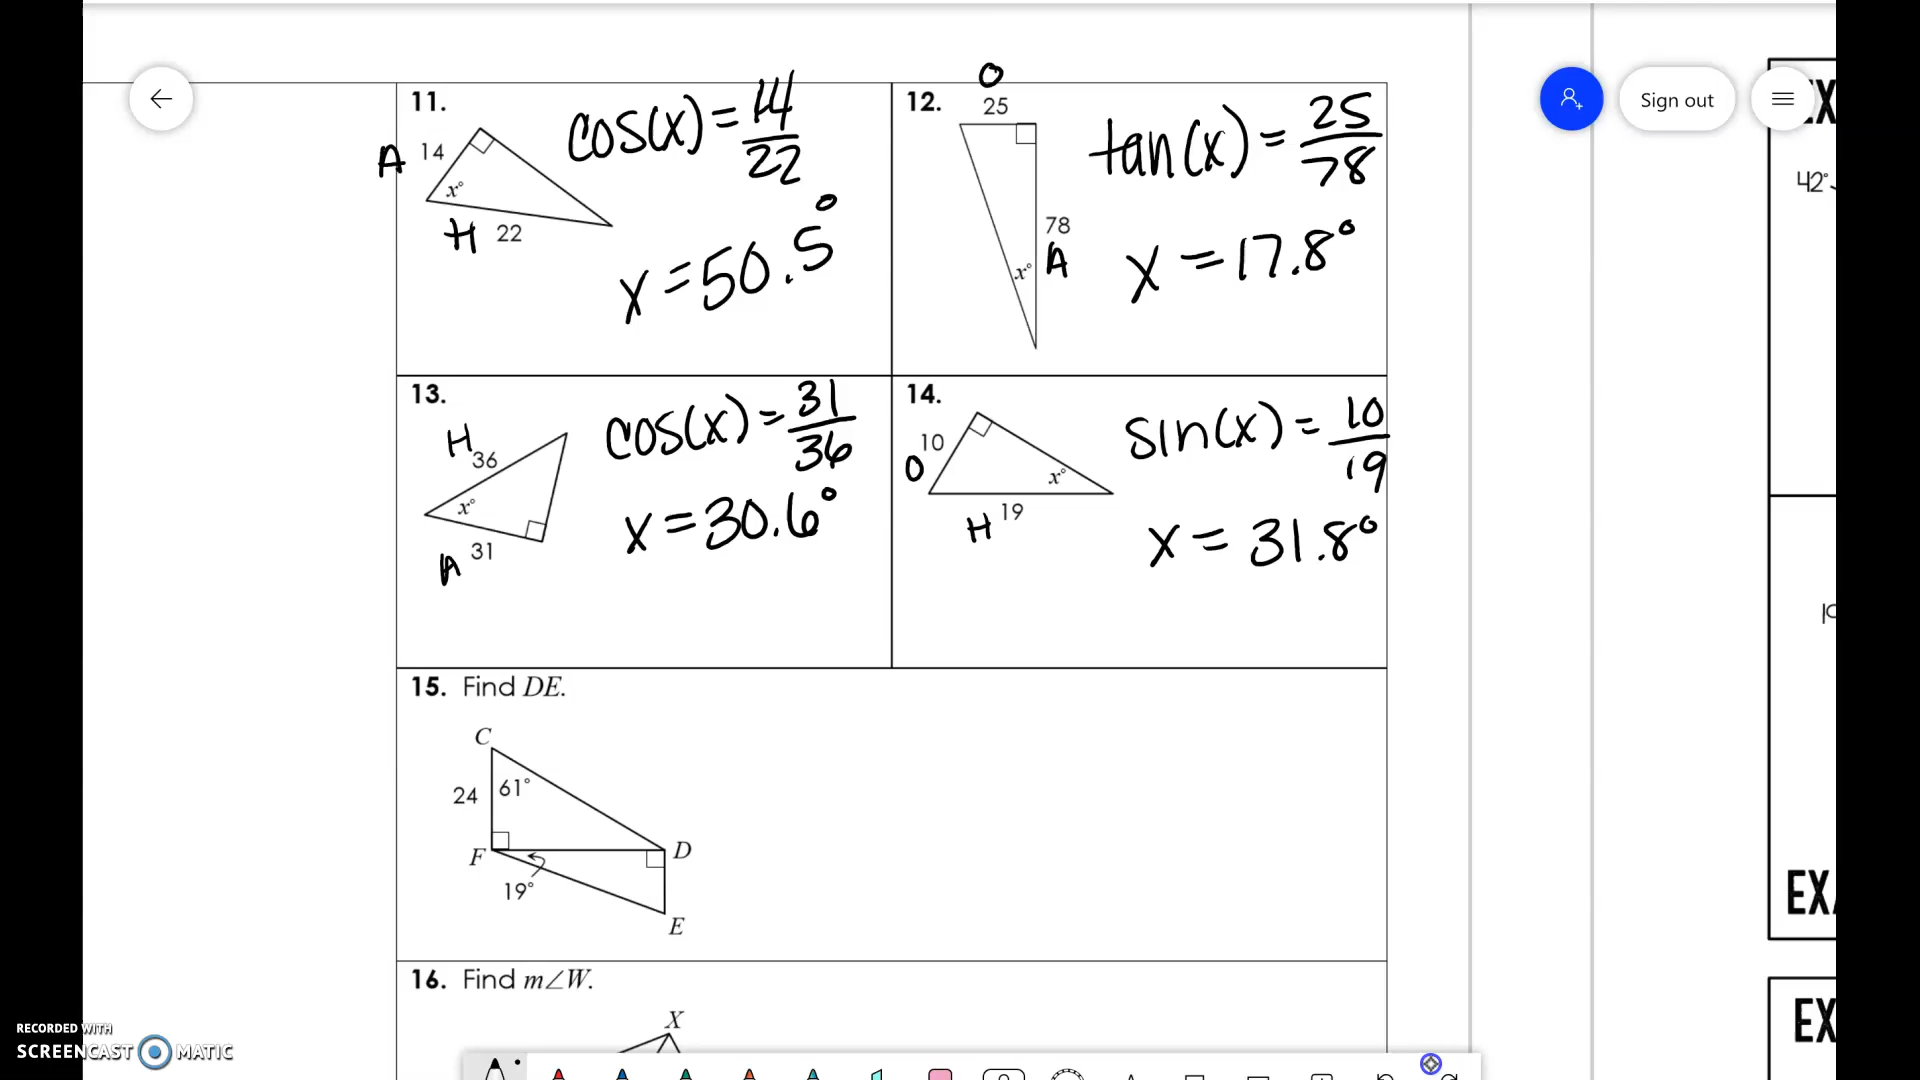 Sign out
11.
cos(x) = 14/22
A 14
x°
H 22
x = 50.5°
12.
O
25
tan(x) = 25/78
78
A
x°
x = 17.8°
13.
cos(x) = 31/36
H
36
x°
31
A
x = 30.6°
14.
sin(x) = 10/19
10
O
x°
19
H
x = 31.8°
15. Find DE.
C
24 61°
F D
19°
E
16. Find m∠W.
X
42°
EX
EX
RECORDED WITH
SCREENCAST MATIC